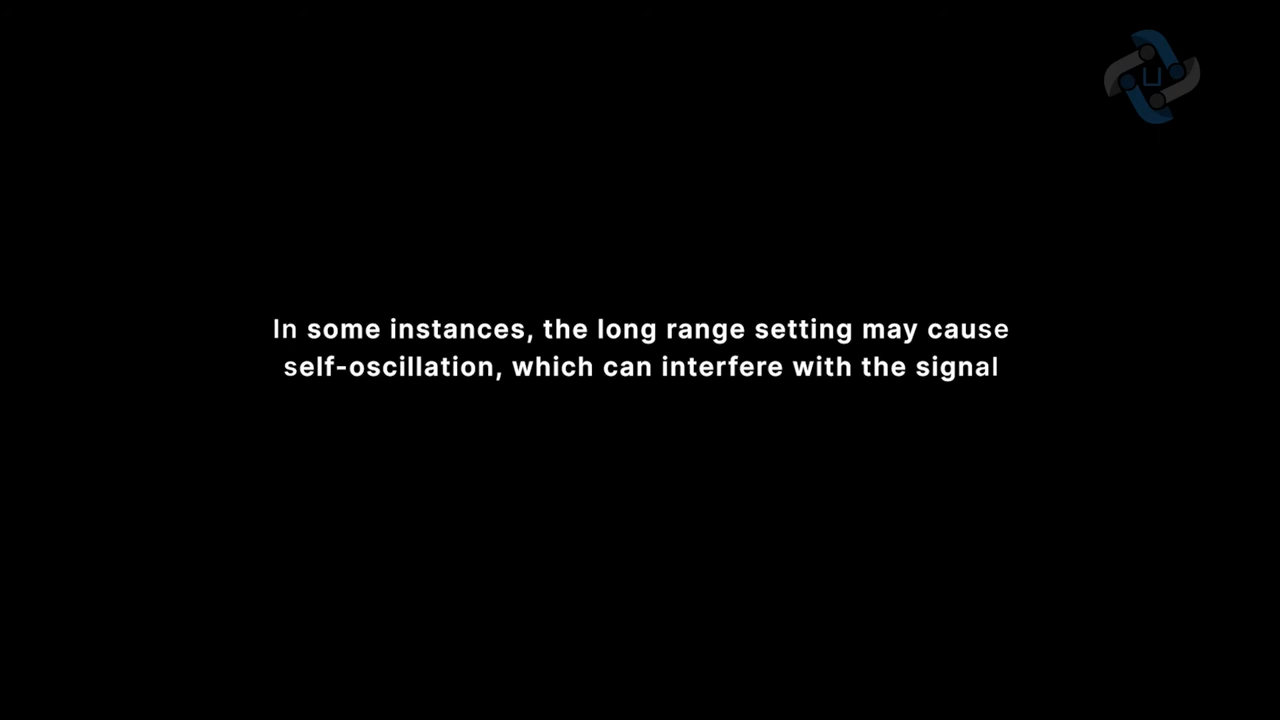 In some instances, the long range setting may cause
self-oscillation, which can interfere with the signal